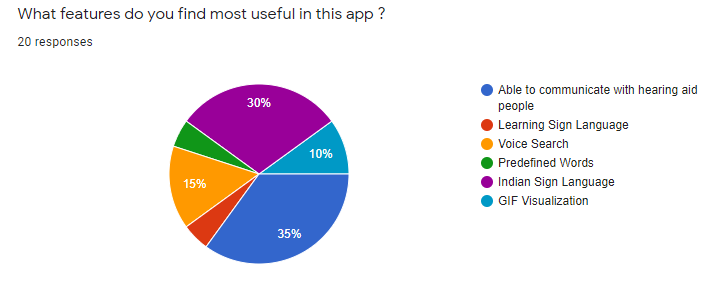 What features do you find most useful in this app ?
20 responses
30%
10%
15%
35%
Able to communicate with hearing aid
people
Learning Sign Language
Voice Search
Predefined Words
Indian Sign Language
GIF Visualization